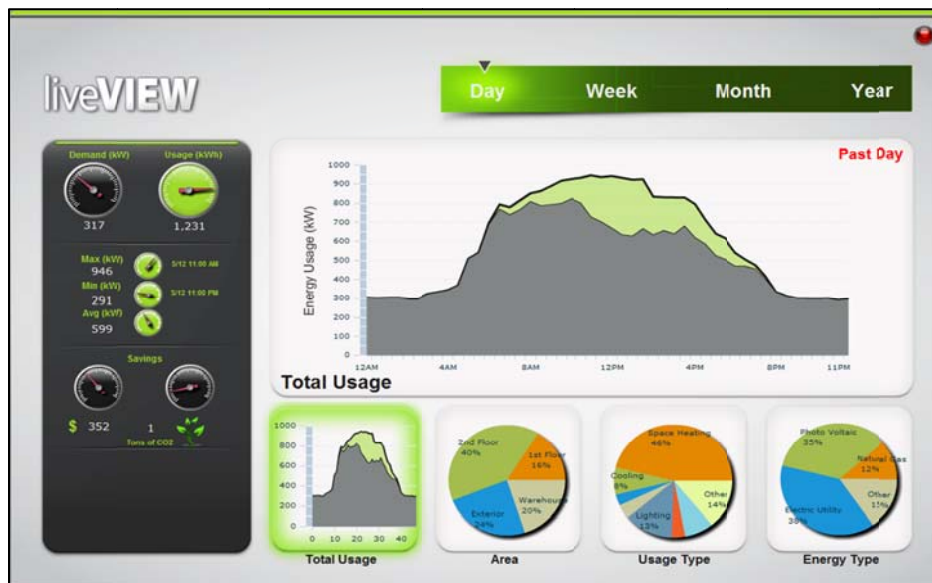 liveVIEW
Day Week Month Year
Demand (kW) Usage (kWh)
317 1,231
Max (kW)
946 5/12 11:00 AM
Min (kW)
291 5/12 11:00 PM
Avg (kW)
599
Savings
$ 352 1
Tons of CO2
Past Day
Energy Usage (kW)
1000
900
800
700
600
500
400
300
200
100
0
12AM 4AM 8AM 12PM 4PM 8PM 11PM
Total Usage
1000
800
600
400
200
0
0 10 20 30 40
Total Usage
2nd Floor
40%
1st Floor
16%
Warehouse
20%
Exterior
24%
Area
Space Heating
46%
Cooling
8%
Other
14%
Lighting
13%
Usage Type
Photo Voltaic
35%
Natural Gas
12%
Other
Electric Utility
38%
Energy Type